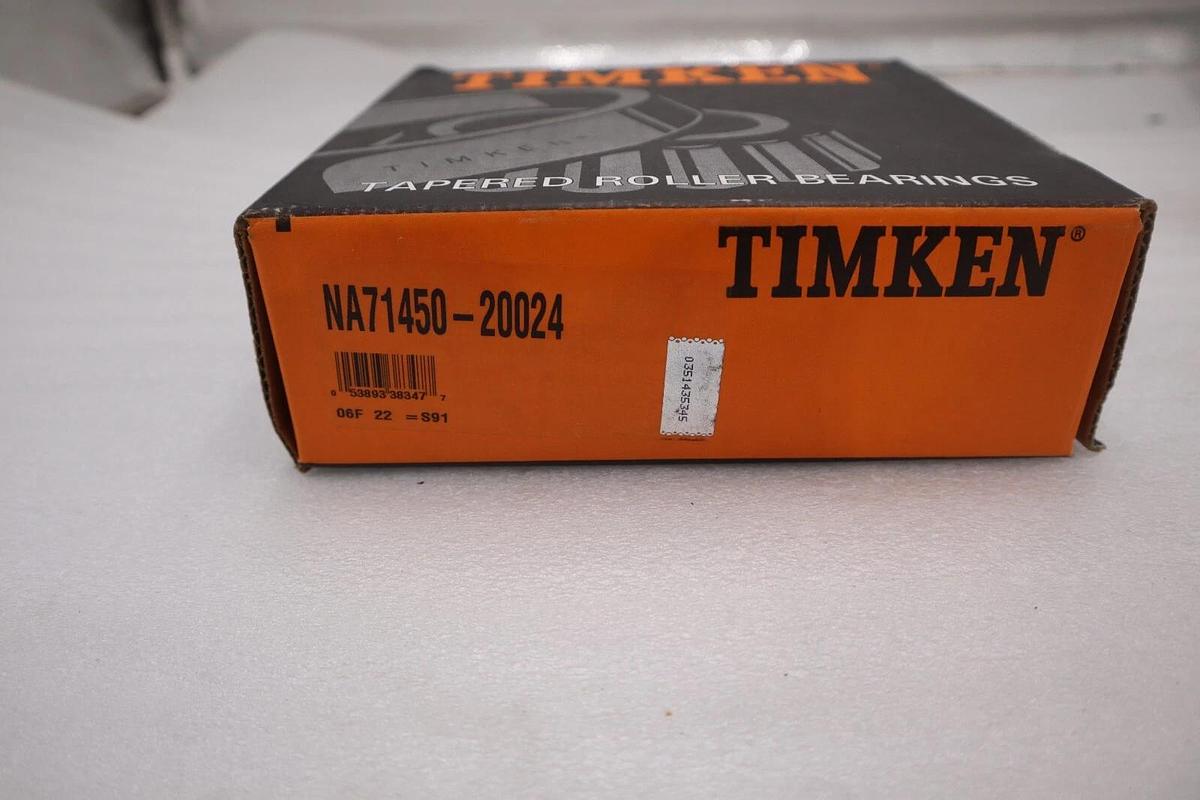 TIMKEN
TIMKEN
TAPERED ROLLER BEARINGS
TIMKEN®
NA71450-20024
0 53893 38347 7
06F 22 =S91
0351435345